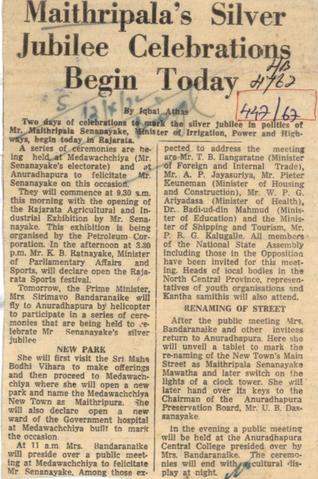 Maithripala's Silver
Jubilee Celebrations
Begin Today
442/62
By Iqbal Athas
Two days of celebrations to mark the silver jubilee in politics of
Mr. Maithripala Senanayake, Minister of Irrigation, Power and High-
ways, begin today in Rajarata.
A series of ceremonies are be-
ing held at Medawachchiya (Mr.
Senanayake's electorate) and at
Anuradhapura to felicitate Mr.
Senanayake on this occasion.
They will commence at 9.30 a.m.
this morning with the opening of
the Rajarata Agricultural and In-
dustrial Exhibition by Mr. Sena-
nayake. This exhibition is being
organised by the Petroleum Cor-
poration. In the afternoon at 3.30
p.m. Mr. K. B. Ratnayake, Minister
of Parliamentary Affairs and
Sports, will declare open the Raja-
rata Sports festival.
Tomorrow, the Prime Minister,
Mrs. Sirimavo Bandaranaike will
fly to Anuradhapura by helicopter
to participate in a series of cere-
monies that are being held to ce-
lebrate Mr Senanayake's silver
jubilee
NEW PARK
She will first visit the Sri Maha
Bodhi Vihara to make offerings
and then proceed to Medawach-
chiya where she will open a new
park and name the Medawachchiya
New Town as Maithripura. She
will also declare open a new
ward of the Government hospital
at Medawachchiya built to mark
the occasion
At 11 a.m. Mrs. Bandaranaike
will preside over a public meet-
ing at Medawachchiya to felicitate
Mr Senanayake. Among those ex-
pected to address the meeting
are Mr. T. B. Ilangaratne (Minister
of Foreign and Internal Trade),
Mr. A. P. Jayasuriya, Mr. Pieter
Keuneman (Minister of Housing
and Construction), Mr. W. P. G.
Ariyadasa (Minister of Health),
Dr. Badi-ud-din Mahmud (Minis-
ter of Education) and the Minis-
ter of Shipping and Tourism, Mr.
P. B. G. Kalugalle. All members
of the National State Assembly
including those in the Opposition
have been invited for this meet-
ing. Heads of local bodies in the
North Central Province, represen-
tatives of youth organisations and
Kantha samithis will also attend.
RENAMING OF STREET
After the public meeting Mrs.
Bandaranaike and other invitees
return to Anuradhapura. Here she
will unveil a tablet to mark the
re-naming of the New Town's Main
Street as Maithripala Senanayake
Mawatha and later switch on the
lights of a clock tower. She will
later hand over its keys to the
Chairman of the Anuradhapura
Preservation Board, Mr. U. B. Das-
sanayake.
In the evening a public meeting
will be held at the Anuradhapura
Central College presided over by
Mrs. Bandaranaike. The ceremo-
nies will end with a cultural dis-
play at night.